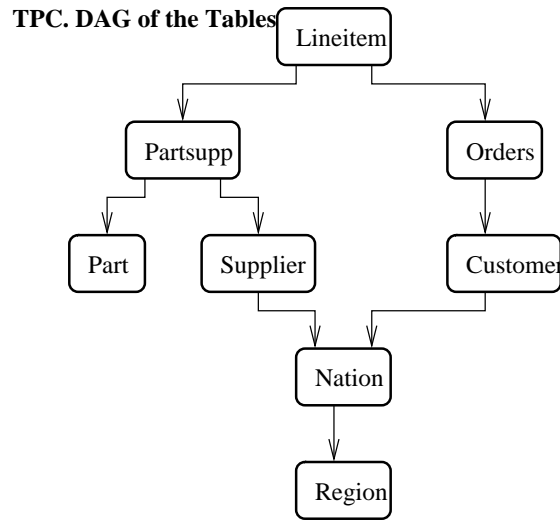 TPC. DAG of the Tables
Lineitem
Partsupp
Orders
Part
Supplier
Customer
Nation
Region